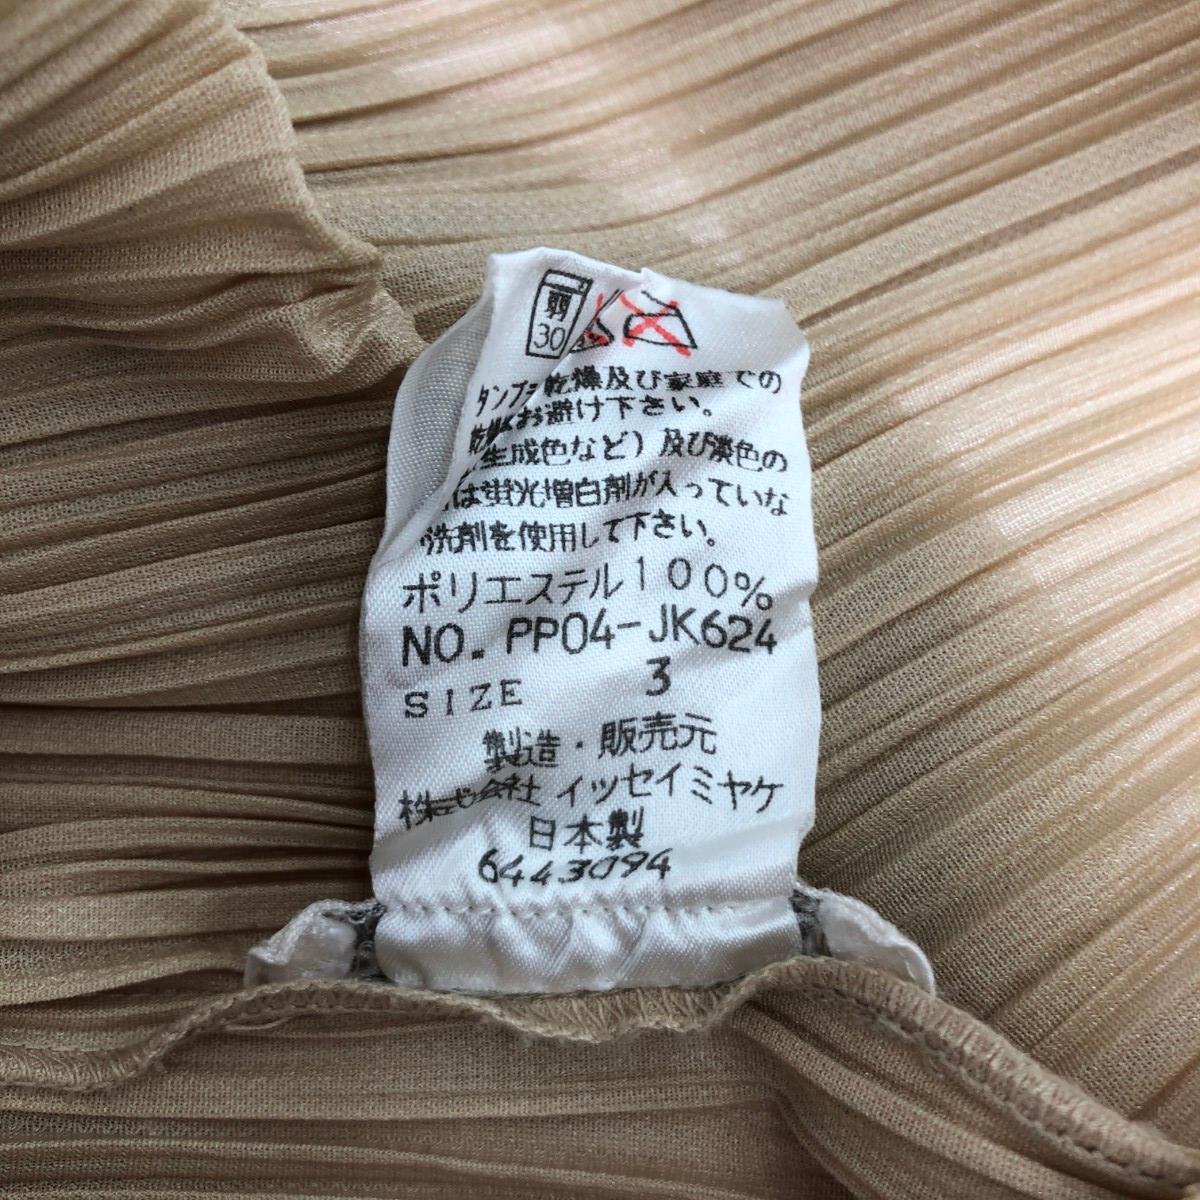 弱
30
タンブラ乾燥及び家庭での
お避け下さい。
生成色など)及び淡色の
は蛍光増白剤が入っていな
洗剤を使用して下さい。
ポリエステル100%
NO. PP04-JK624
SIZE 3
製造・販売元
株式会社 イッセイミヤケ
日本製
6443094